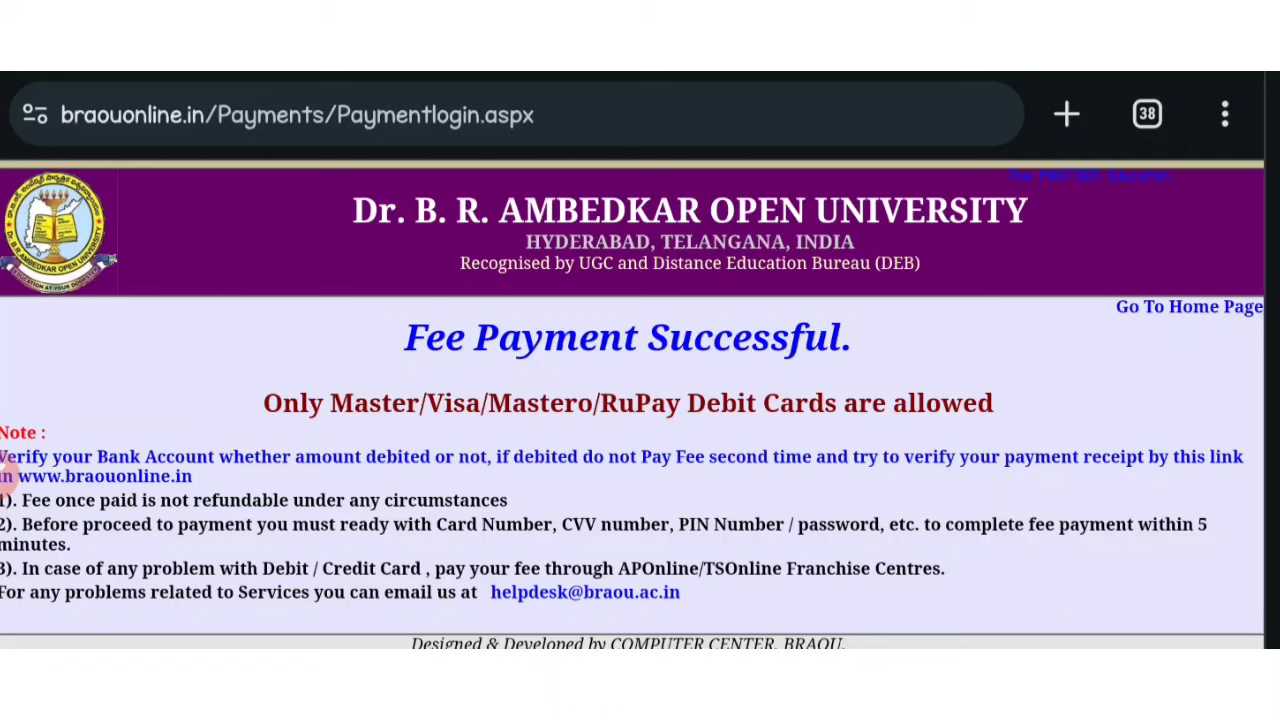 braouonline.in/Payments/Paymentlogin.aspx
38
Dr. B. R. AMBEDKAR OPEN UNIVERSITY
HYDERABAD, TELANGANA, INDIA
Recognised by UGC and Distance Education Bureau (DEB)
Go To Home Page
Fee Payment Successful.
Only Master/Visa/Mastero/RuPay Debit Cards are allowed
Note :
Verify your Bank Account whether amount debited or not, if debited do not Pay Fee second time and try to verify your payment receipt by this link
in www.braouonline.in
1). Fee once paid is not refundable under any circumstances
2). Before proceed to payment you must ready with Card Number, CVV number, PIN Number / password, etc. to complete fee payment within 5
minutes.
3). In case of any problem with Debit / Credit Card , pay your fee through APOnline/TSOnline Franchise Centres.
For any problems related to Services you can email us at helpdesk@braou.ac.in
Designed & Developed by COMPUTER CENTER, BRAOU.